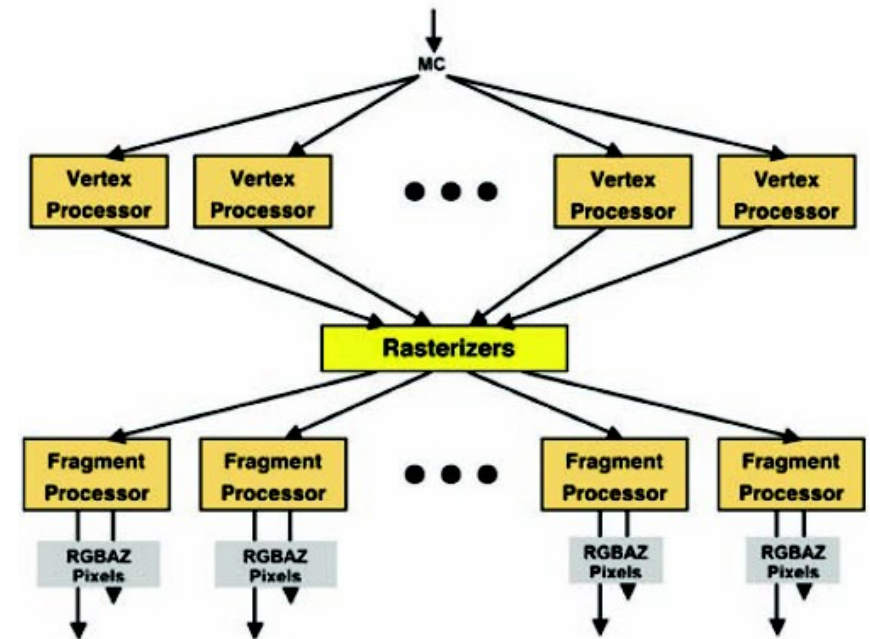 MC
Vertex Vertex Vertex Vertex
Processor Processor Processor Processor
Rasterizers
Fragment Fragment Fragment Fragment
Processor Processor Processor Processor
RGBAZ RGBAZ RGBAZ RGBAZ
Pixels Pixels Pixels Pixels